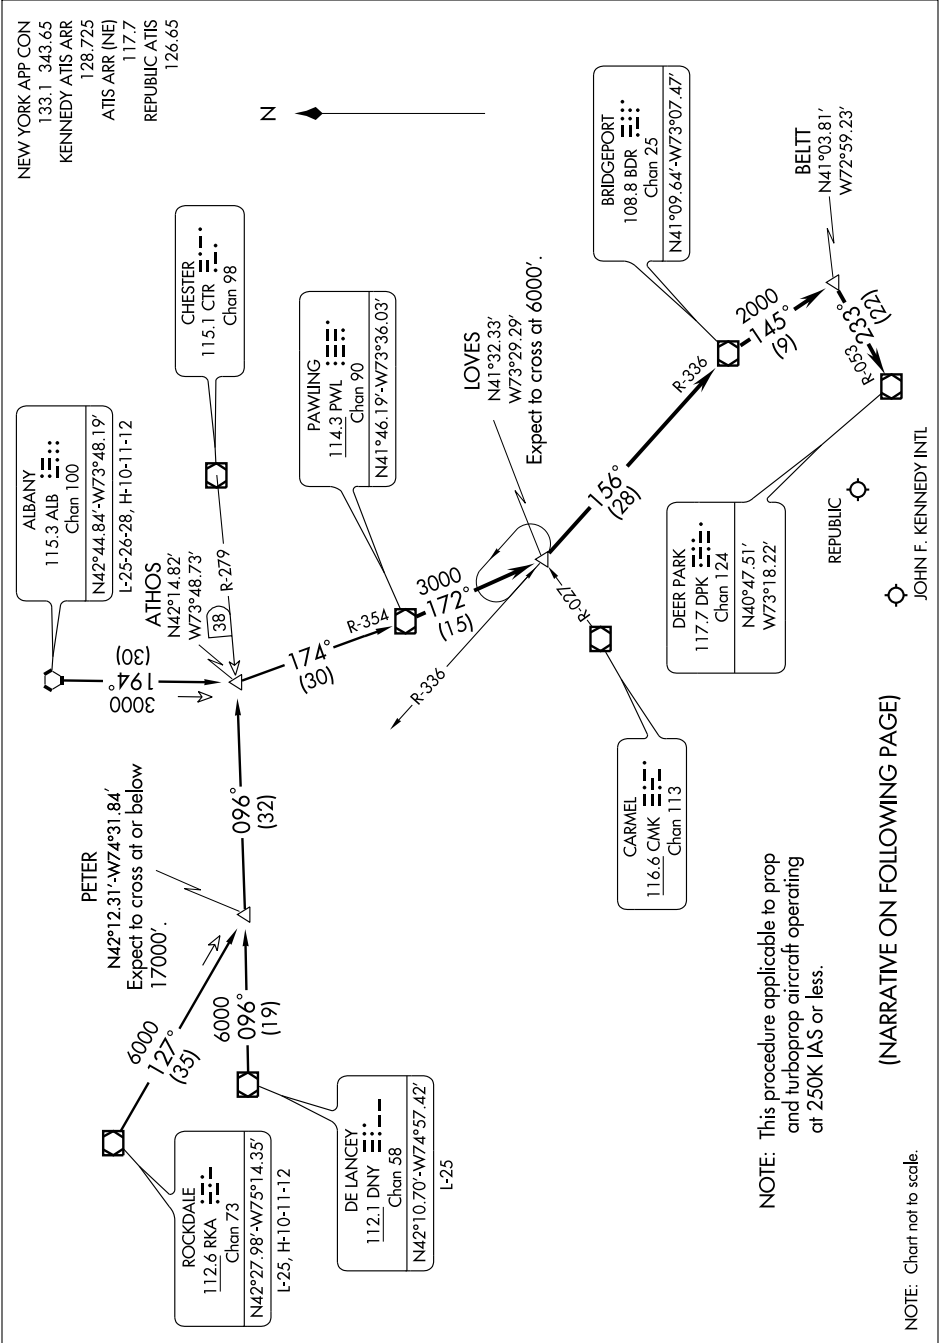 NEW YORK APP CON
133.1 343.65
KENNEDY ATIS ARR
128.725
ATIS ARR (NE)
117.7
REPUBLIC ATIS
126.65
N
ALBANY
115.3 ALB
Chan 100
N42°44.84'-W73°48.19'
L-25-26-28, H-10-11-12
CHESTER
115.1 CTR
Chan 98
ATHOS
N42°14.82'
W73°48.73'
38
R-279
3000
194°
(30)
PETER
N42°12.31'-W74°31.84'
Expect to cross at or below
17000'.
096°
(32)
6000
127°
(35)
6000
096°
(19)
ROCKDALE
112.6 RKA
Chan 73
N42°27.98'-W75°14.35'
L-25, H-10-11-12
DE LANCEY
112.1 DNY
Chan 58
N42°10.70'-W74°57.42'
L-25
174°
(30)
R-354
PAWLING
114.3 PWL
Chan 90
N41°46.19'-W73°36.03'
3000
172°
(15)
R-336
LOVES
N41°32.33'
W73°29.29'
Expect to cross at 6000'.
R-027
CARMEL
116.6 CMK
Chan 113
156°
(28)
R-336
BRIDGEPORT
108.8 BDR
Chan 25
N41°09.64'-W73°07.47'
2000
145°
(9)
BELTT
N41°03.81'
W72°59.23'
R-053
233°
(22)
DEER PARK
117.7 DPK
Chan 124
N40°47.51'
W73°18.22'
REPUBLIC
JOHN F. KENNEDY INTL
NOTE: This procedure applicable to prop
and turboprop aircraft operating
at 250K IAS or less.
(NARRATIVE ON FOLLOWING PAGE)
NOTE: Chart not to scale.